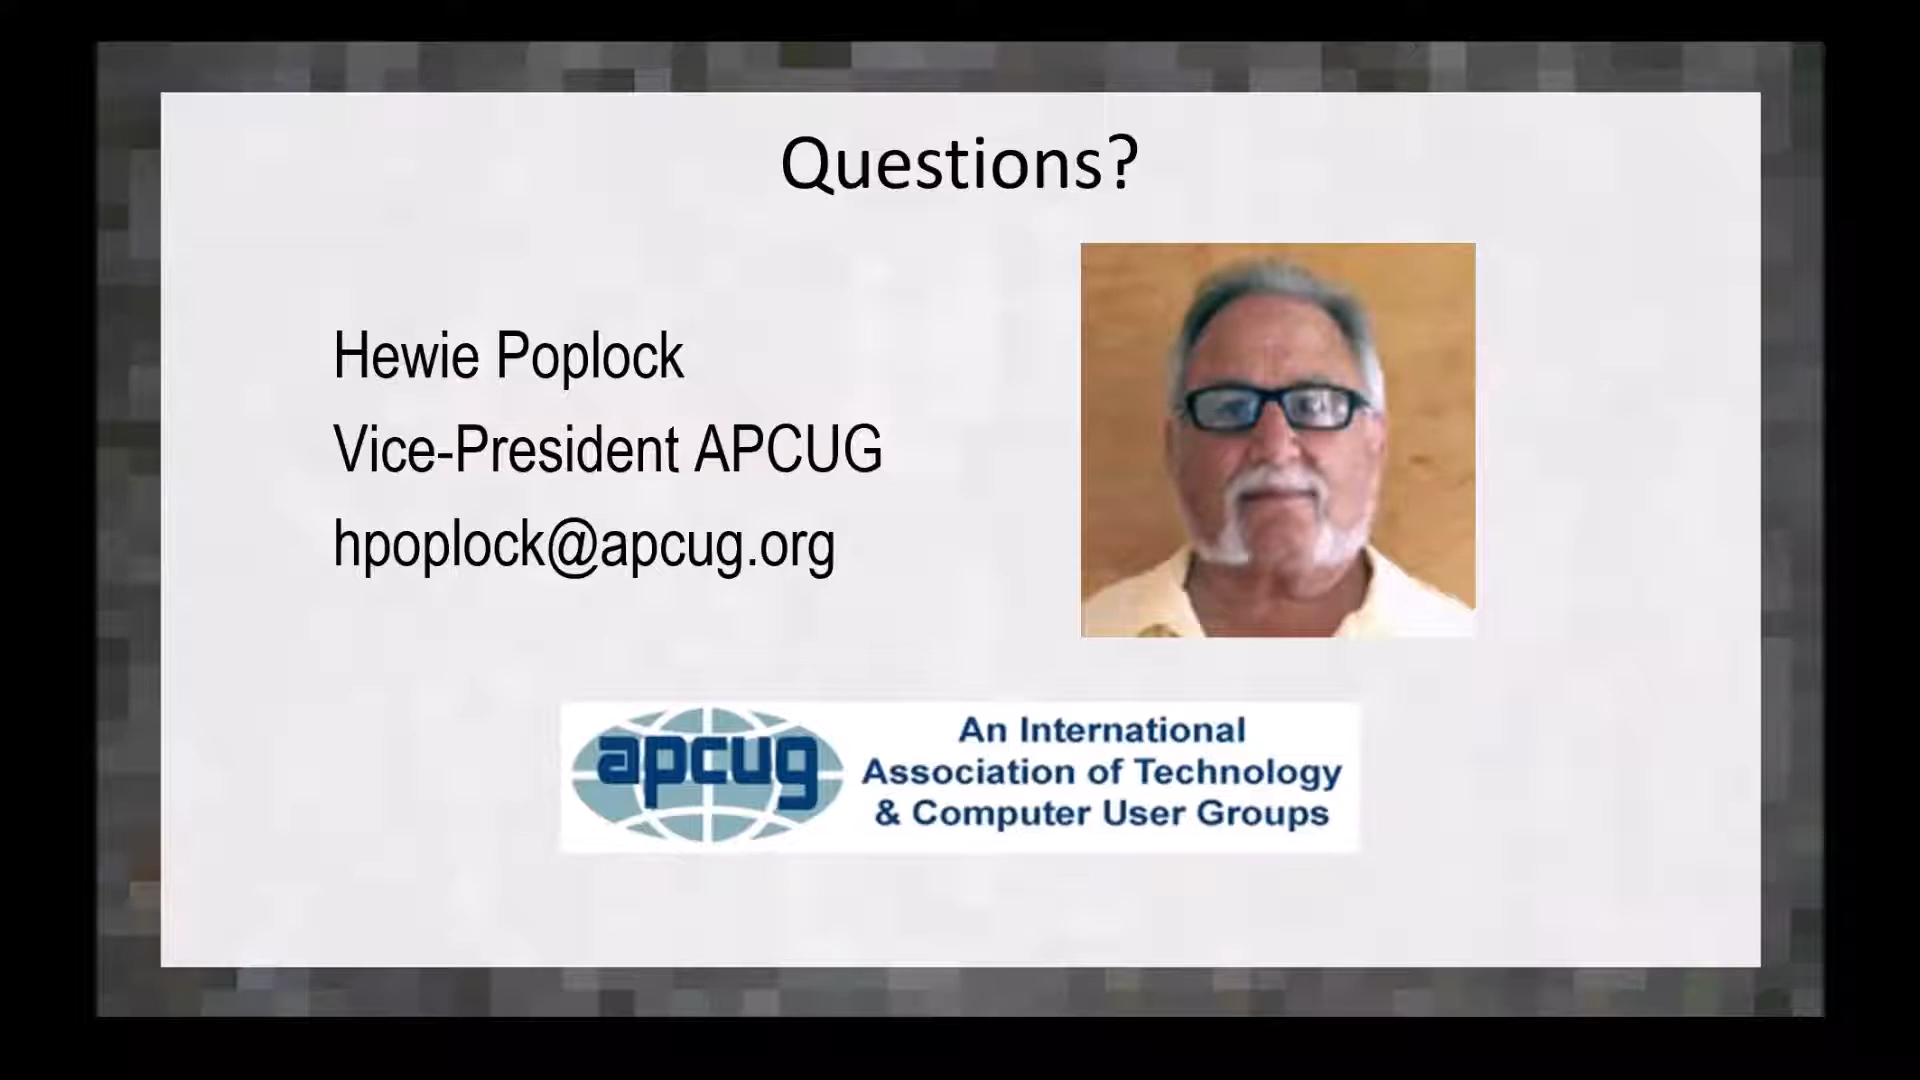 Questions?
Hewie Poplock
Vice-President APCUG
hpoplock@apcug.org
apcug
An International
Association of Technology
& Computer User Groups